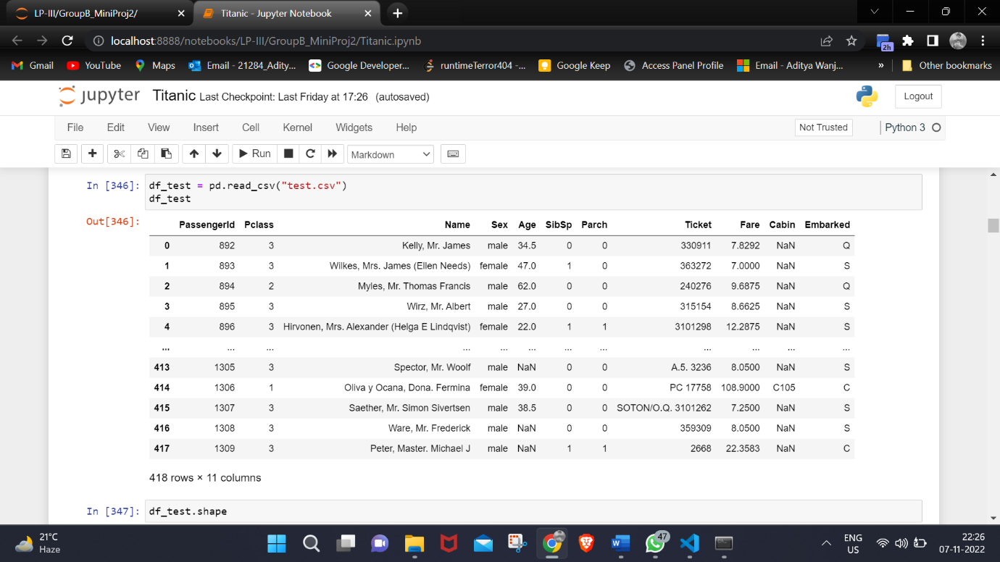 LP-III/GroupB_MiniProj2/
Titanic - Jupyter Notebook
localhost:8888/notebooks/LP-III/GroupB_MiniProj2/Titanic.ipynb
2h
Gmail YouTube Maps Email - 21284_Adity... Google Developer... runtimeTerror404 -... Google Keep Access Panel Profile Email - Aditya Wanj... » Other bookmarks
jupyter Titanic Last Checkpoint: Last Friday at 17:26 (autosaved) Logout
File Edit View Insert Cell Kernel Widgets Help Not Trusted Python 3
Run Markdown
In [346]: df_test = pd.read_csv("test.csv")
df_test
Out[346]:
PassengerId Pclass Name Sex Age SibSp Parch Ticket Fare Cabin Embarked
0 892 3 Kelly, Mr. James male 34.5 0 0 330911 7.8292 NaN Q
1 893 3 Wilkes, Mrs. James (Ellen Needs) female 47.0 1 0 363272 7.0000 NaN S
2 894 2 Myles, Mr. Thomas Francis male 62.0 0 0 240276 9.6875 NaN Q
3 895 3 Wirz, Mr. Albert male 27.0 0 0 315154 8.6625 NaN S
4 896 3 Hirvonen, Mrs. Alexander (Helga E Lindqvist) female 22.0 1 1 3101298 12.2875 NaN S
... ... ... ... ... ... ... ... ... ... ... ...
413 1305 3 Spector, Mr. Woolf male NaN 0 0 A.5. 3236 8.0500 NaN S
414 1306 1 Oliva y Ocana, Dona. Fermina female 39.0 0 0 PC 17758 108.9000 C105 C
415 1307 3 Saether, Mr. Simon Sivertsen male 38.5 0 0 SOTON/O.Q. 3101262 7.2500 NaN S
416 1308 3 Ware, Mr. Frederick male NaN 0 0 359309 8.0500 NaN S
417 1309 3 Peter, Master. Michael J male NaN 1 1 2668 22.3583 NaN C
418 rows × 11 columns
In [347]: df_test.shape
21°C
Haze
47
ENG
US
22:26
07-11-2022